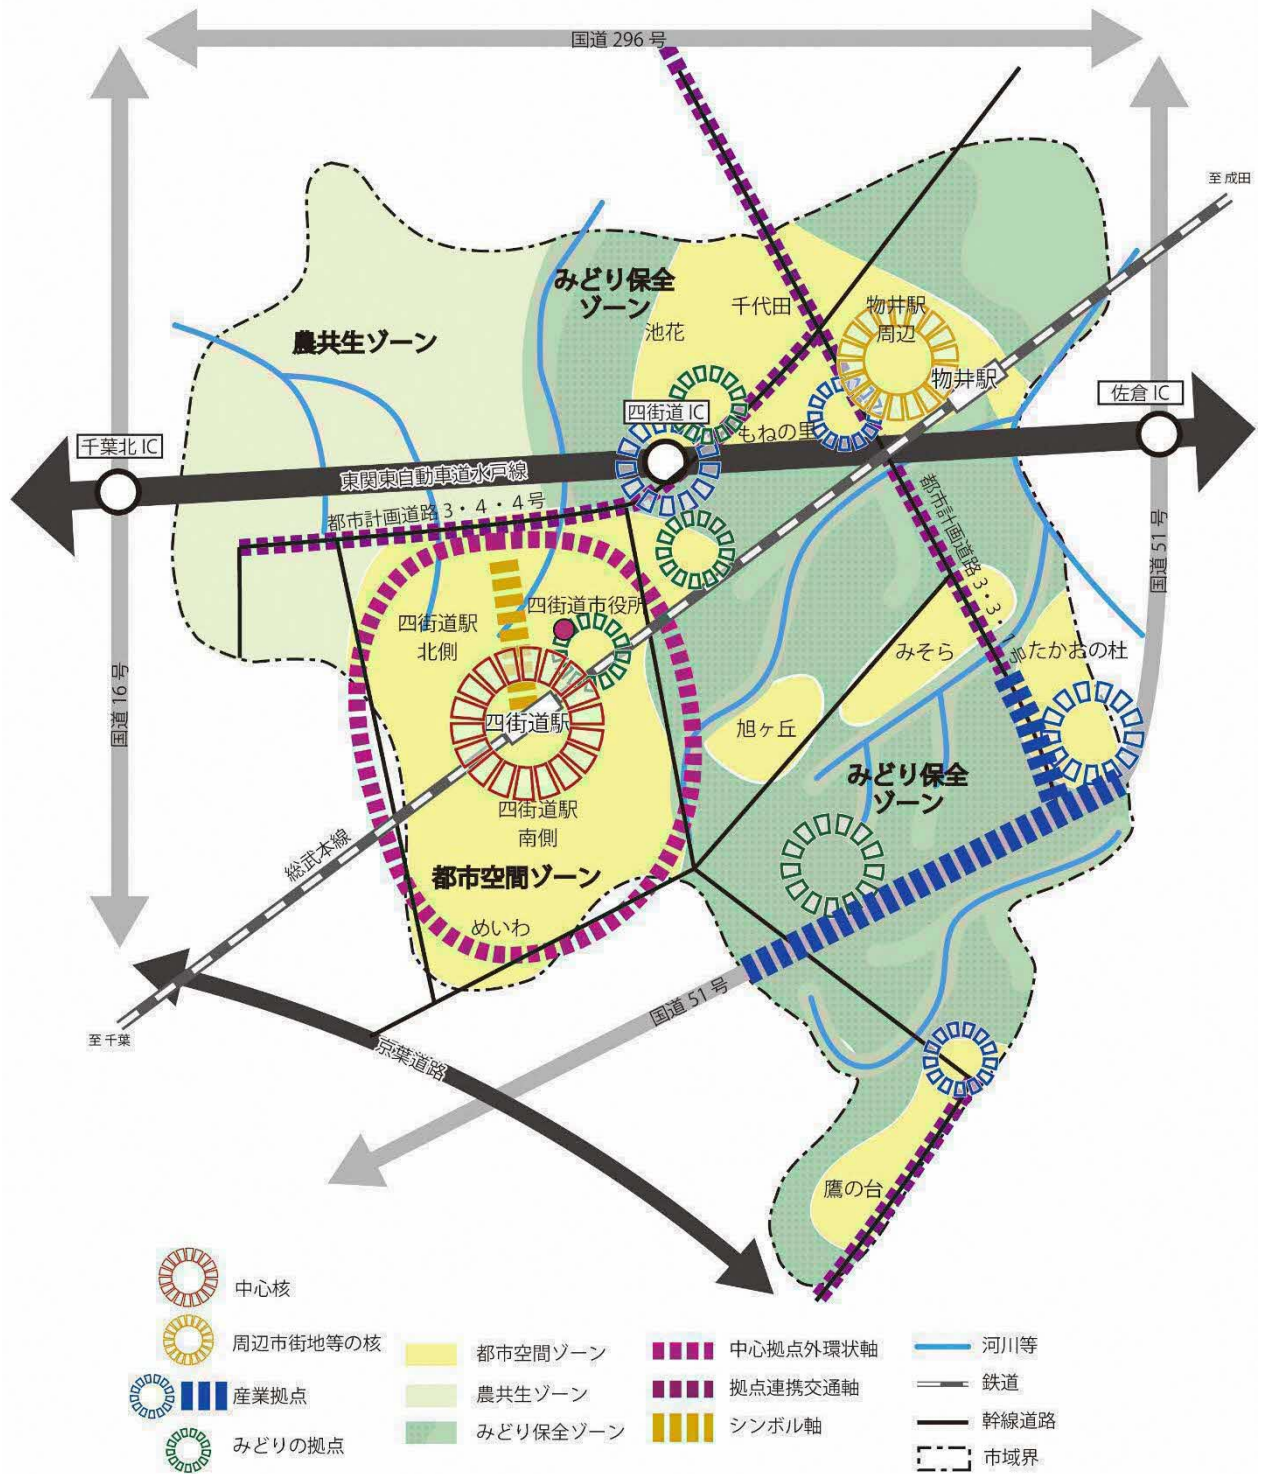 国道 296 号
至 成田
みどり保全
ゾーン
千代田
物井駅
周辺
池花
農共生ゾーン
物井駅
佐倉 IC
四街道 IC
もねの里
千葉北 IC
東関東自動車道水戸線
都市計画道路 3・4・4号
都市計画道路 3・3・1号
国道 51 号
四街道市役所
四街道駅
北側
みそら
たかおの杜
国道 16 号
四街道駅
旭ヶ丘
みどり保全
ゾーン
四街道駅
南側
総武本線
都市空間ゾーン
めいわ
国道 51 号
至 千葉
京葉道路
鷹の台
中心核
周辺市街地等の核
産業拠点
みどりの拠点
都市空間ゾーン
農共生ゾーン
みどり保全ゾーン
中心拠点外環状軸
拠点連携交通軸
シンボル軸
河川等
鉄道
幹線道路
市域界